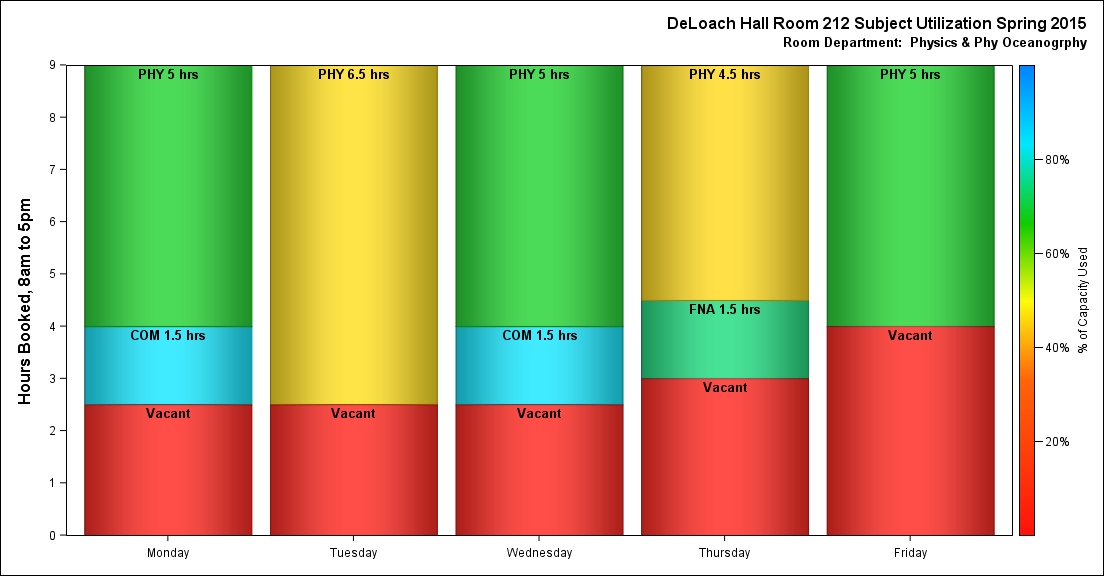 DeLoach Hall Room 212 Subject Utilization Spring 2015
Room Department:  Physics & Phy Oceanogrphy
Hours Booked, 8am to 5pm
9
8
7
6
5
4
3
2
1
0
PHY 5 hrs
COM 1.5 hrs
Vacant
PHY 6.5 hrs
Vacant
PHY 5 hrs
COM 1.5 hrs
Vacant
PHY 4.5 hrs
FNA 1.5 hrs
Vacant
PHY 5 hrs
Vacant
Monday
Tuesday
Wednesday
Thursday
Friday
80%
60%
40%
20%
% of Capacity Used